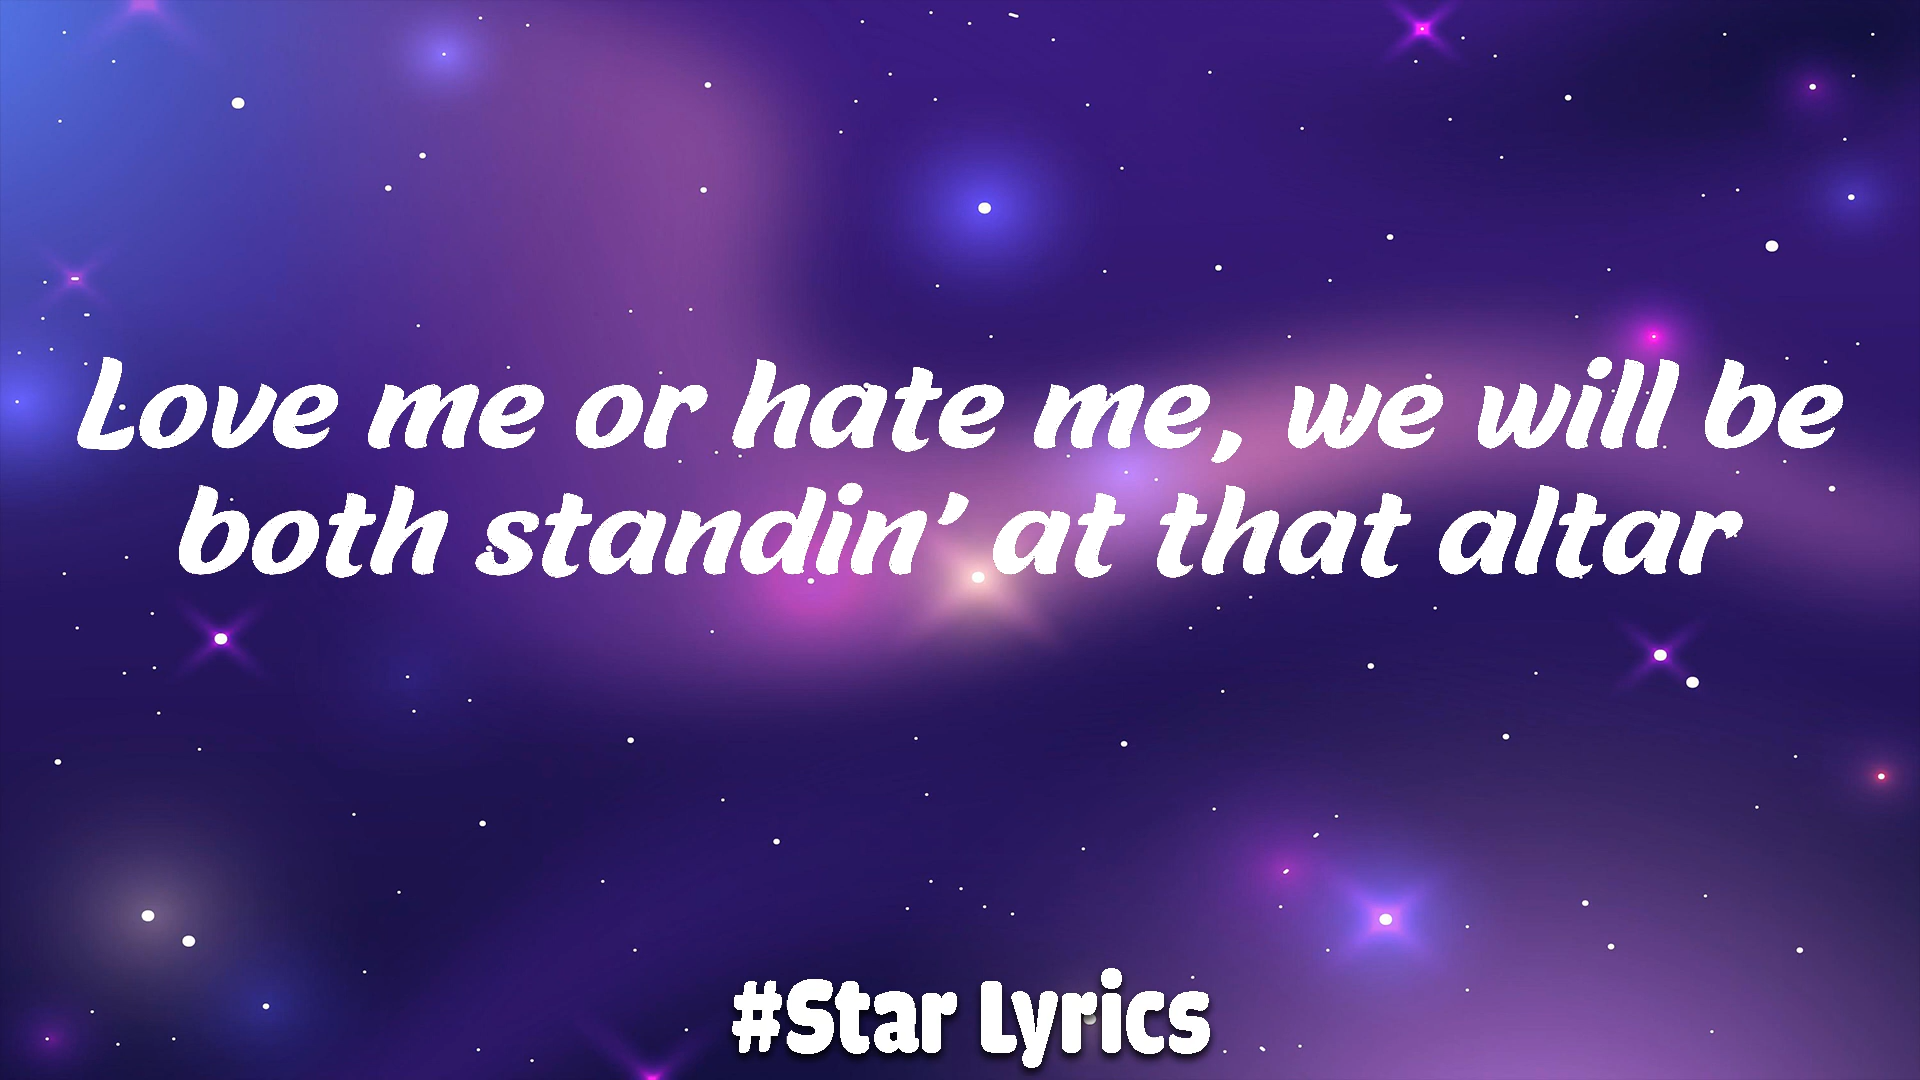 Love me or hate me, we will be
both standin' at that altar
#Star Lyrics